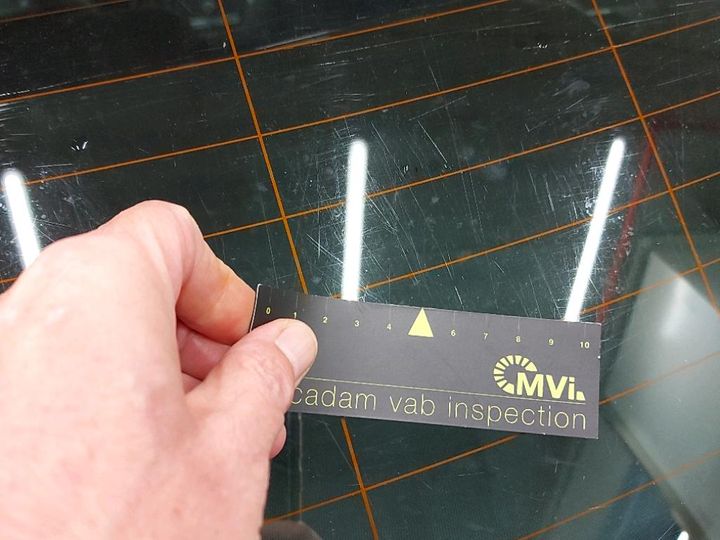 0 1 2 3 4 6 7 8 9 10
MVi
cadam vab inspection